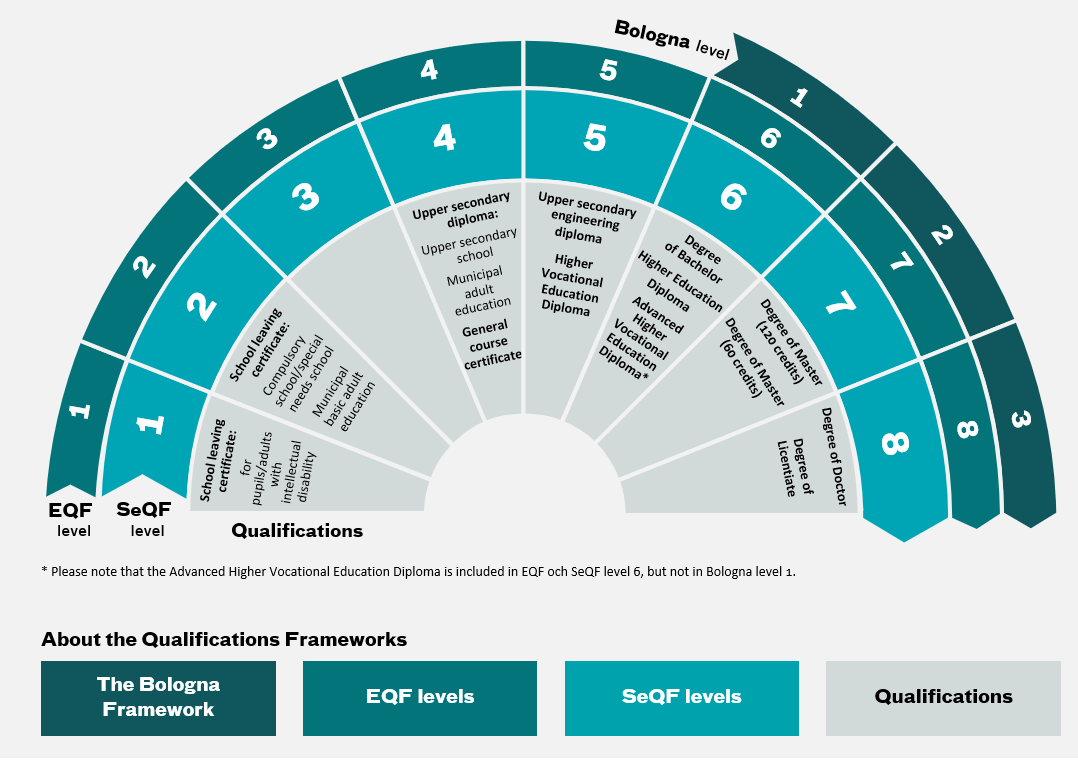 Bologna level
1
2
3
1
2
3
4
5
6
7
8
1
2
3
4
5
6
7
8
School leaving
certificate:
for
pupils/adults
with
intellectual
disability
School leaving
certificate:
Compulsory
school/special
needs school
Municipal
basic adult
education
Upper secondary
diploma:
Upper secondary
school
Municipal
adult
education
General
course
certificate
Upper secondary
engineering
diploma
Higher
Vocational
Education
Diploma
Degree
of Bachelor
Higher Education
Diploma
Advanced
Higher
Vocational
Education
Diploma*
Degree of Master
(120 credits)
Degree of Master
(60 credits)
Degree of Doctor
Degree of
Licentiate
EQF
level
SeQF
level
Qualifications
* Please note that the Advanced Higher Vocational Education Diploma is included in EQF och SeQF level 6, but not in Bologna level 1.
About the Qualifications Frameworks
The Bologna
Framework
EQF levels
SeQF levels
Qualifications